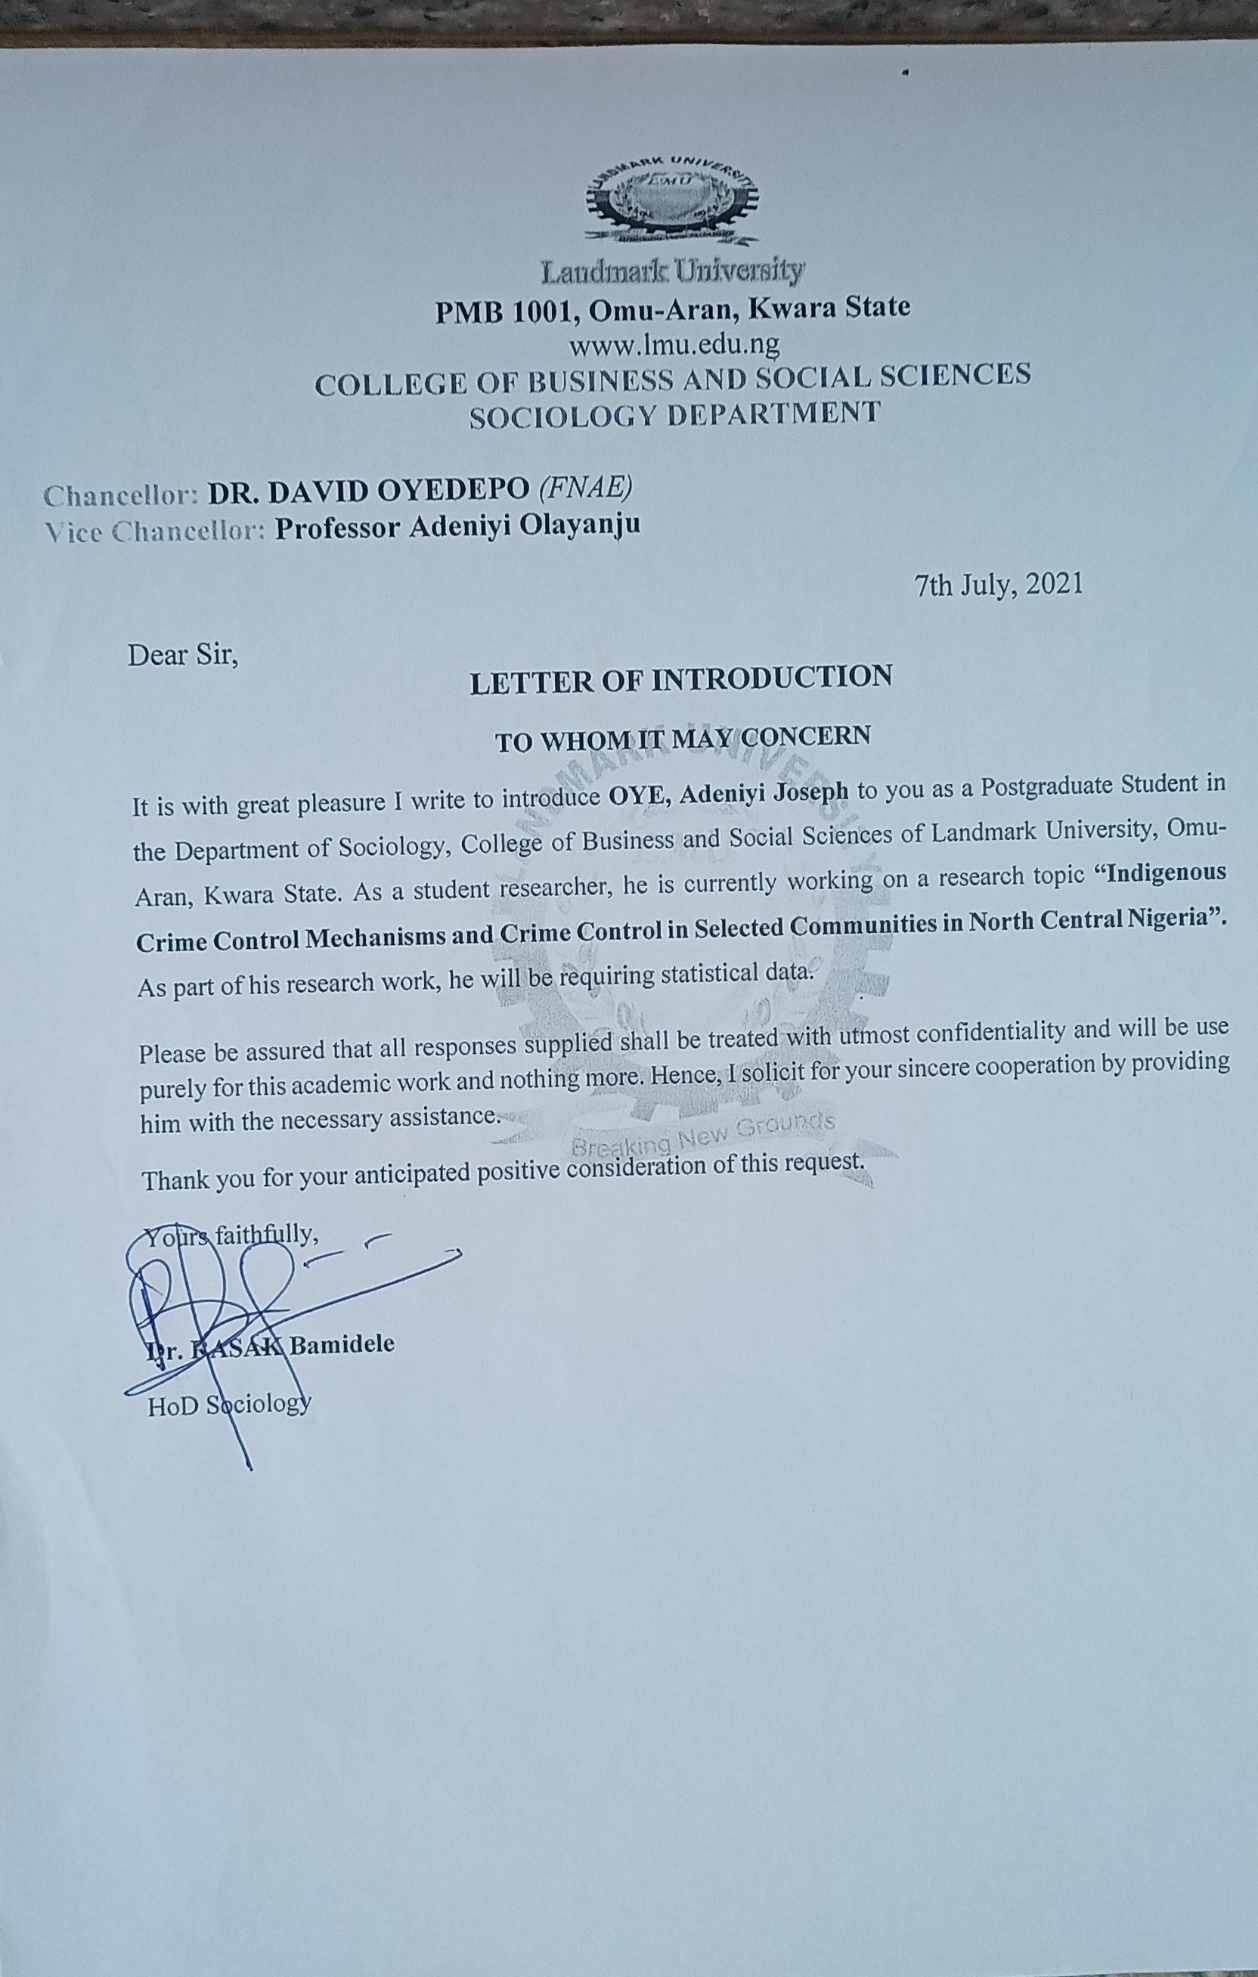 LANDMARK UNIVERSITY
LMU
Landmark University
PMB 1001, Omu-Aran, Kwara State
www.lmu.edu.ng
COLLEGE OF BUSINESS AND SOCIAL SCIENCES
SOCIOLOGY DEPARTMENT
Chancellor: DR. DAVID OYEDEPO (FNAE)
Vice Chancellor: Professor Adeniyi Olayanju
7th July, 2021
Dear Sir,
LETTER OF INTRODUCTION
TO WHOM IT MAY CONCERN
LANDMARK UNIVERSITY
It is with great pleasure I write to introduce OYE, Adeniyi Joseph to you as a Postgraduate Student in
the Department of Sociology, College of Business and Social Sciences of Landmark University, Omu-
Aran, Kwara State. As a student researcher, he is currently working on a research topic “Indigenous
Crime Control Mechanisms and Crime Control in Selected Communities in North Central Nigeria”.
As part of his research work, he will be requiring statistical data.
Please be assured that all responses supplied shall be treated with utmost confidentiality and will be use
purely for this academic work and nothing more. Hence, I solicit for your sincere cooperation by providing
him with the necessary assistance.
Breaking New Grounds
Thank you for your anticipated positive consideration of this request.
Yours faithfully,
Dr. RASAK Bamidele
HoD Sociology